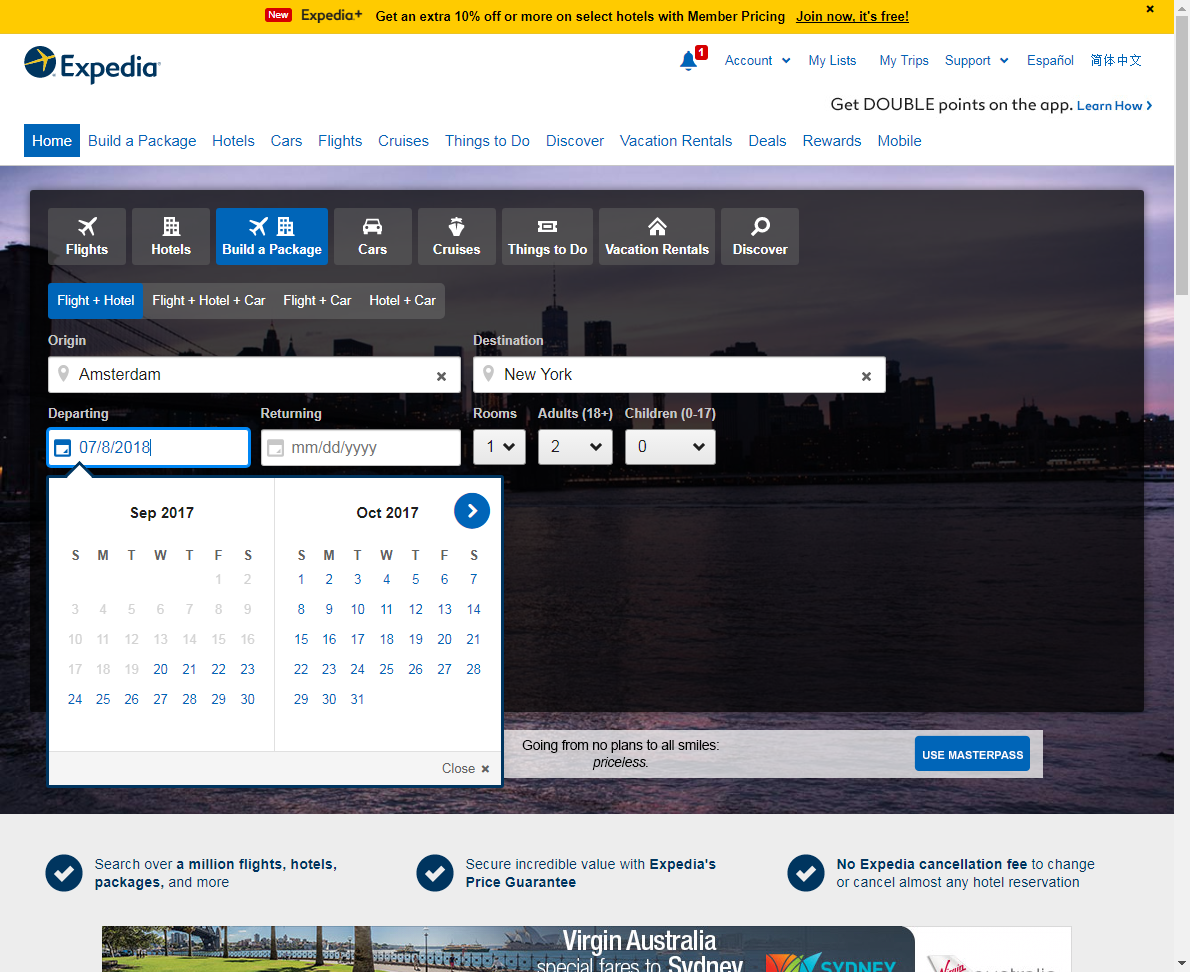 New Expedia+ Get an extra 10% off or more on select hotels with Member Pricing Join now, it's free!
Expedia
1 Account My Lists My Trips Support Español 简体中文
Get DOUBLE points on the app. Learn How
Home Build a Package Hotels Cars Flights Cruises Things to Do Discover Vacation Rentals Deals Rewards Mobile
Flights Hotels Build a Package Cars Cruises Things to Do Vacation Rentals Discover
Flight + Hotel Flight + Hotel + Car Flight + Car Hotel + Car
Origin Destination
Amsterdam New York
Departing Returning Rooms Adults (18+) Children (0-17)
07/8/2018 mm/dd/yyyy 1 2 0
Sep 2017 Oct 2017
S M T W T F S S M T W T F S
1 2 1 2 3 4 5 6 7
3 4 5 6 7 8 9 8 9 10 11 12 13 14
10 11 12 13 14 15 16 15 16 17 18 19 20 21
17 18 19 20 21 22 23 22 23 24 25 26 27 28
24 25 26 27 28 29 30 29 30 31
Going from no plans to all smiles:
priceless.
USE MASTERPASS
Close
Search over a million flights, hotels,
packages, and more
Secure incredible value with Expedia's
Price Guarantee
No Expedia cancellation fee to change
or cancel almost any hotel reservation
Virgin Australia
special fares to Sydney
SYDNEY
Virgin australia